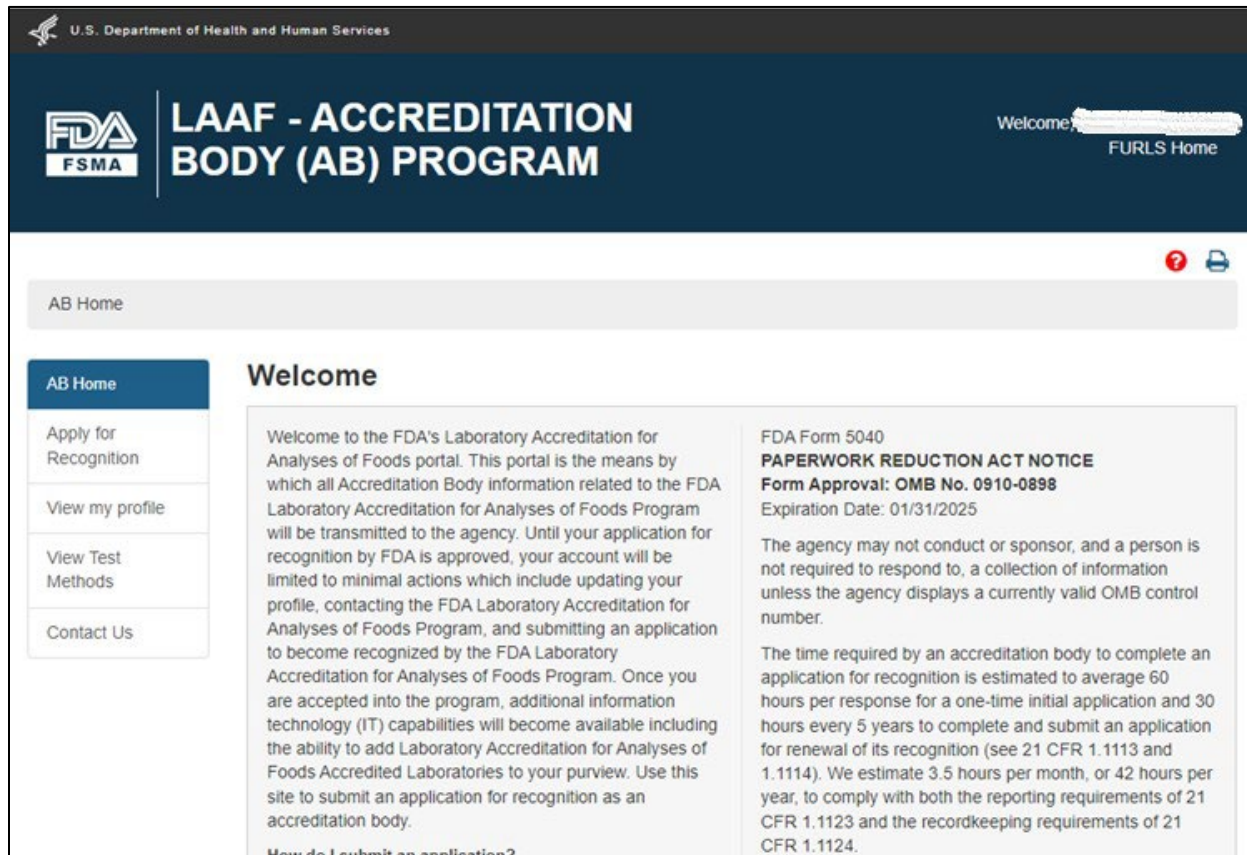 U.S. Department of Health and Human Services
FDA
FSMA
LAAF - ACCREDITATION
BODY (AB) PROGRAM
Welcome,
FURLS Home
?
AB Home
AB Home
Apply for
Recognition
View my profile
View Test
Methods
Contact Us
Welcome
Welcome to the FDA's Laboratory Accreditation for
Analyses of Foods portal. This portal is the means by
which all Accreditation Body information related to the FDA
Laboratory Accreditation for Analyses of Foods Program
will be transmitted to the agency. Until your application for
recognition by FDA is approved, your account will be
limited to minimal actions which include updating your
profile, contacting the FDA Laboratory Accreditation for
Analyses of Foods Program, and submitting an application
to become recognized by the FDA Laboratory
Accreditation for Analyses of Foods Program. Once you
are accepted into the program, additional information
technology (IT) capabilities will become available including
the ability to add Laboratory Accreditation for Analyses of
Foods Accredited Laboratories to your purview. Use this
site to submit an application for recognition as an
accreditation body.
How do I submit an application?
FDA Form 5040
PAPERWORK REDUCTION ACT NOTICE
Form Approval: OMB No. 0910-0898
Expiration Date: 01/31/2025
The agency may not conduct or sponsor, and a person is
not required to respond to, a collection of information
unless the agency displays a currently valid OMB control
number.
The time required by an accreditation body to complete an
application for recognition is estimated to average 60
hours per response for a one-time initial application and 30
hours every 5 years to complete and submit an application
for renewal of its recognition (see 21 CFR 1.1113 and
1.1114). We estimate 3.5 hours per month, or 42 hours per
year, to comply with both the reporting requirements of 21
CFR 1.1123 and the recordkeeping requirements of 21
CFR 1.1124.